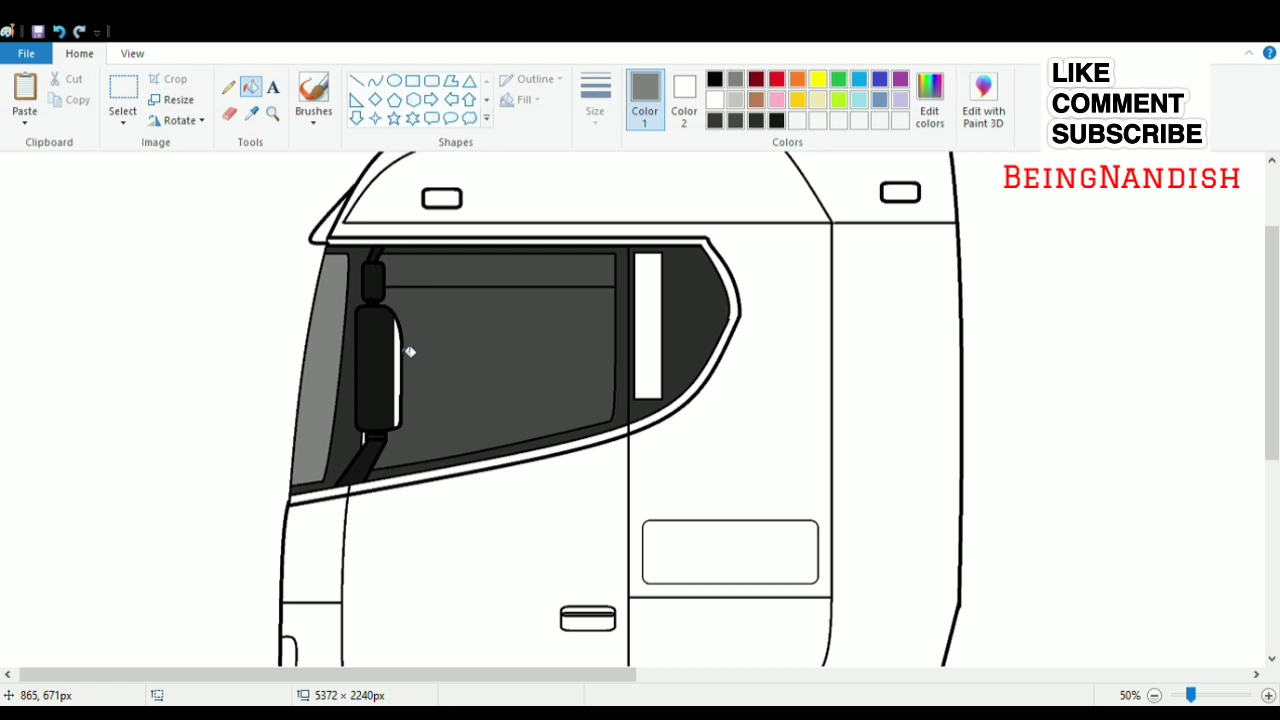 File Home View
Paste Cut Copy Select Crop Resize Rotate Brushes Outline Fill Size Color 1 Color 2 Edit colors Edit with Paint 3D
Clipboard Image Tools Shapes Colors
LIKE
COMMENT
SUBSCRIBE
BEINGNANDISH
865, 671px 5372 × 2240px 50%